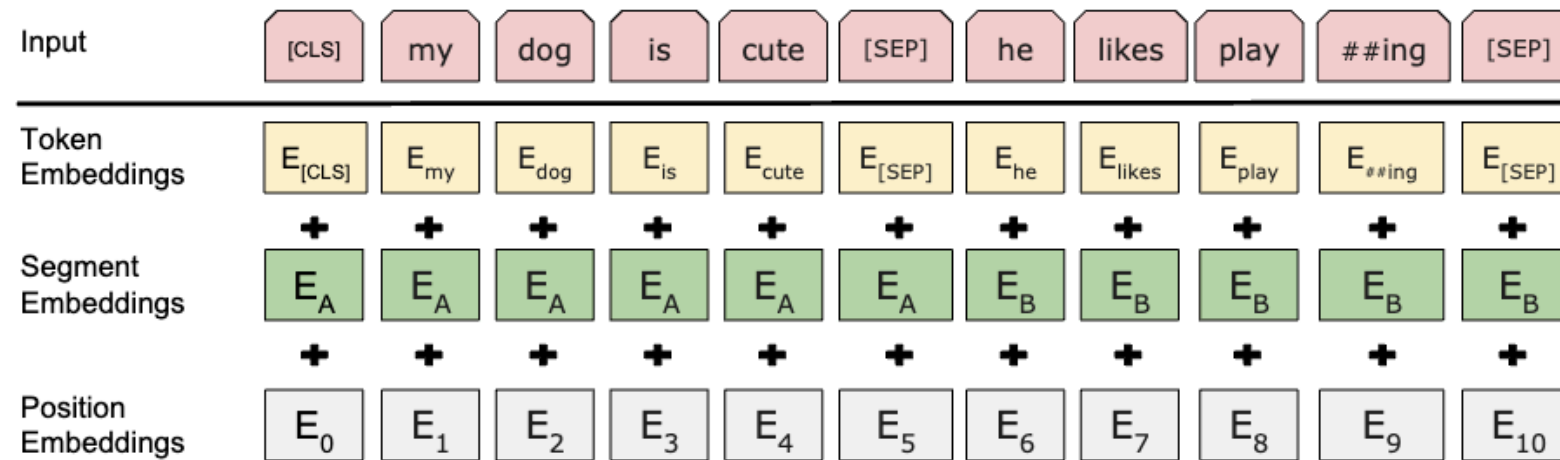 Input [CLS] my dog is cute [SEP] he likes play ##ing [SEP]
Token
Embeddings
E[CLS] Emy Edog Eis Ecute E[SEP] Ehe Elikes Eplay E##ing E[SEP]
+ + + + + + + + + + +
Segment
Embeddings
EA EA EA EA EA EA EB EB EB EB EB
+ + + + + + + + + + +
Position
Embeddings
E0 E1 E2 E3 E4 E5 E6 E7 E8 E9 E10